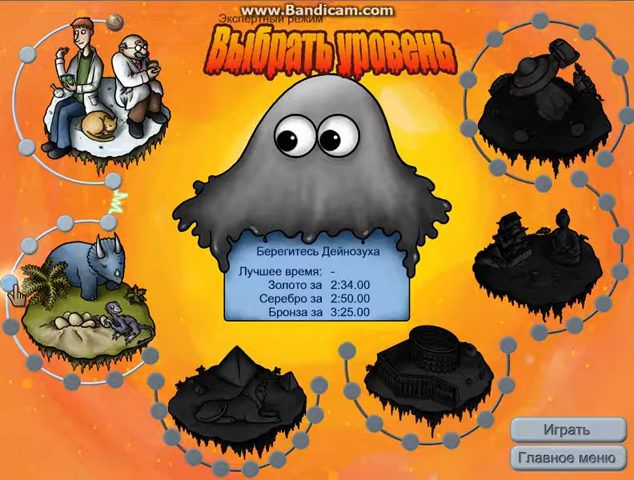 www.Bandicam.com
Экспертный режим
Выбрать уровень
Берегитесь Дейнозуха
Лучшее время: -
Золото за 2:34.00
Серебро за 2:50.00
Бронза за 3:25.00
Играть
Главное меню